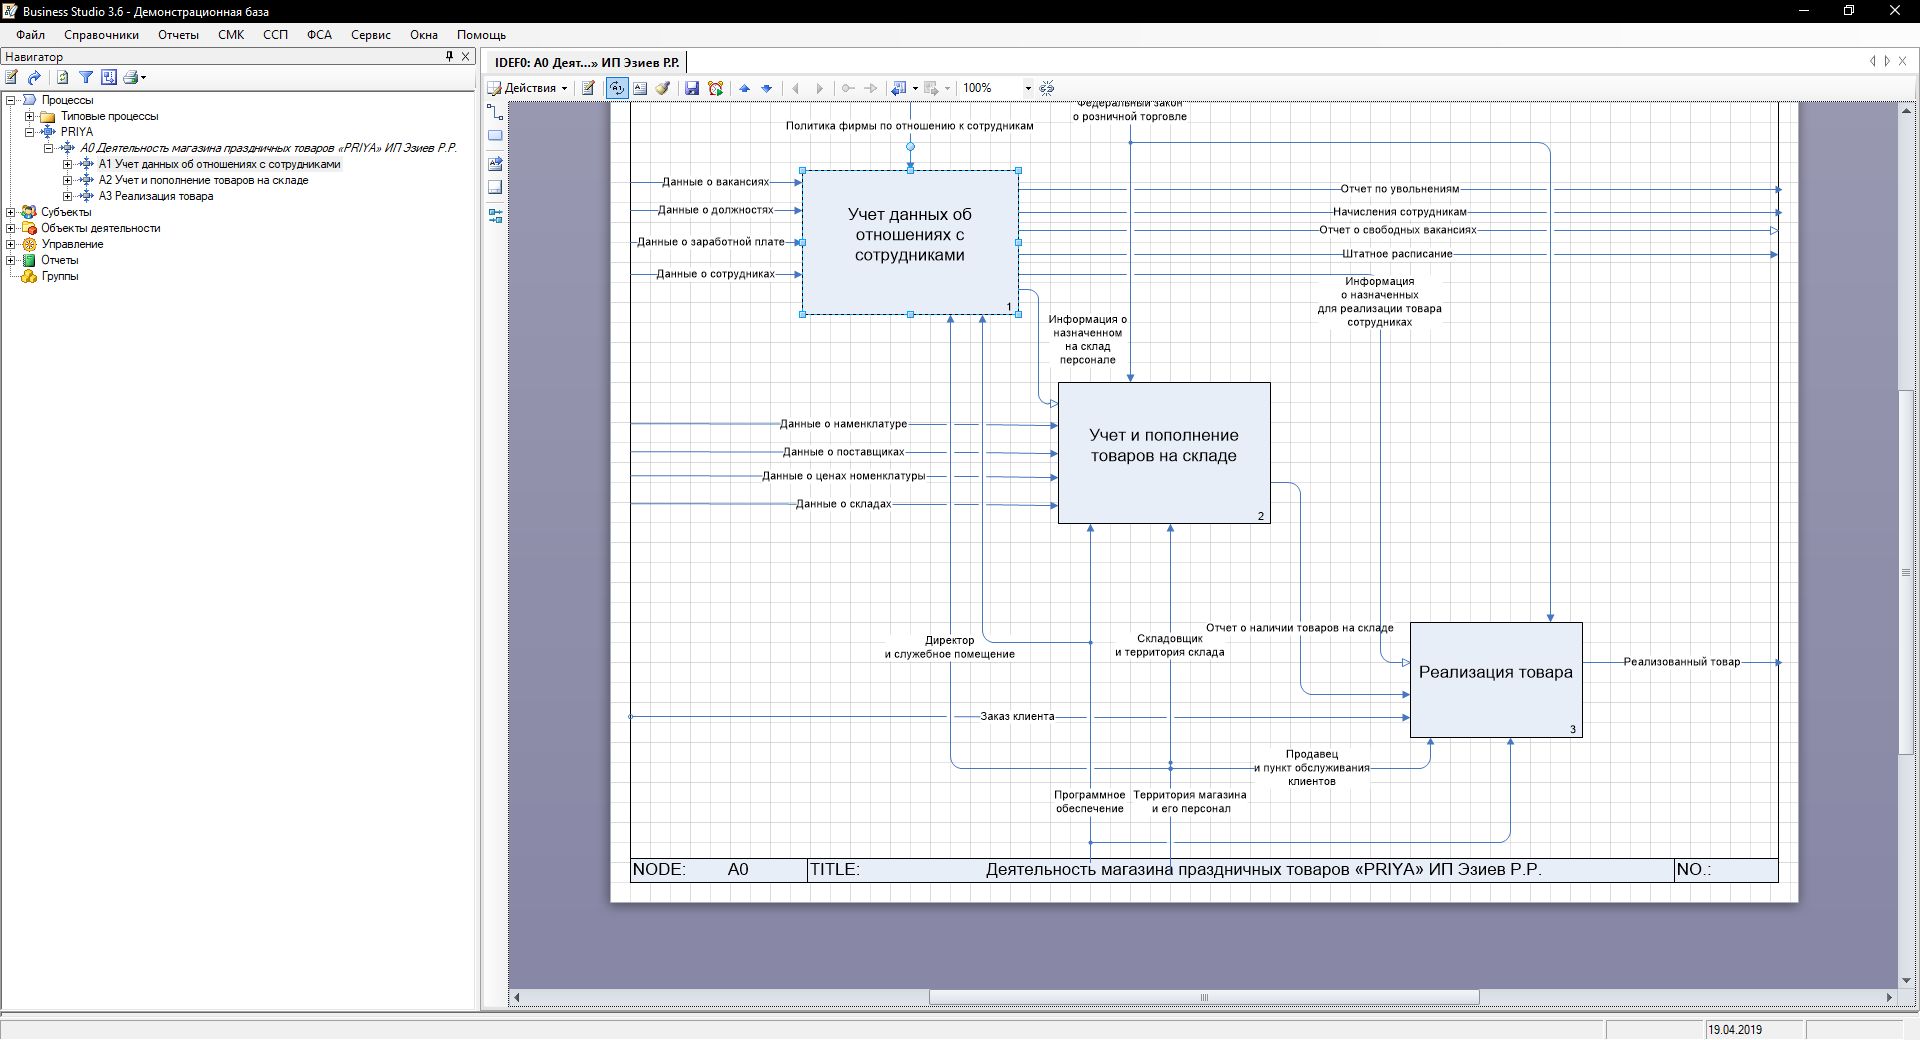 Business Studio 3.6 - Демонстрационная база
Файл Справочники Отчеты СМК ССП ФСА Сервис Окна Помощь
Навигатор
Процессы
Типовые процессы
PRIYA
A0 Деятельность магазина праздничных товаров «PRIYA» ИП Эзиев Р.Р.
A1 Учет данных об отношениях с сотрудниками
A2 Учет и пополнение товаров на складе
A3 Реализация товара
Субъекты
Объекты деятельности
Управление
Отчеты
Группы
IDEF0: A0 Деят...» ИП Эзиев Р.Р.
Действия
100%
Федеральный закон
о розничной торговле
Политика фирмы по отношению к сотрудникам
Данные о вакансиях
Данные о должностях
Данные о заработной плате
Данные о сотрудниках
Учет данных об
отношениях с
сотрудниками
1
Отчет по увольнениям
Начисления сотрудникам
Отчет о свободных вакансиях
Штатное расписание
Информация
о назначенных
для реализации товара
сотрудниках
Информация о
назначенном
на склад
персонале
Данные о наменклатуре
Данные о поставщиках
Данные о ценах номенклатуры
Данные о складах
Учет и пополнение
товаров на складе
2
Директор
и служебное помещение
Складовщик
и территория склада
Отчет о наличии товаров на складе
Реализация товара
3
Реализованный товар
Заказ клиента
Продавец
и пункт обслуживания
клиентов
Программное
обеспечение
Территория магазина
и его персонал
NODE: A0 TITLE: Деятельность магазина праздничных товаров «PRIYA» ИП Эзиев Р.Р. NO.:
19.04.2019